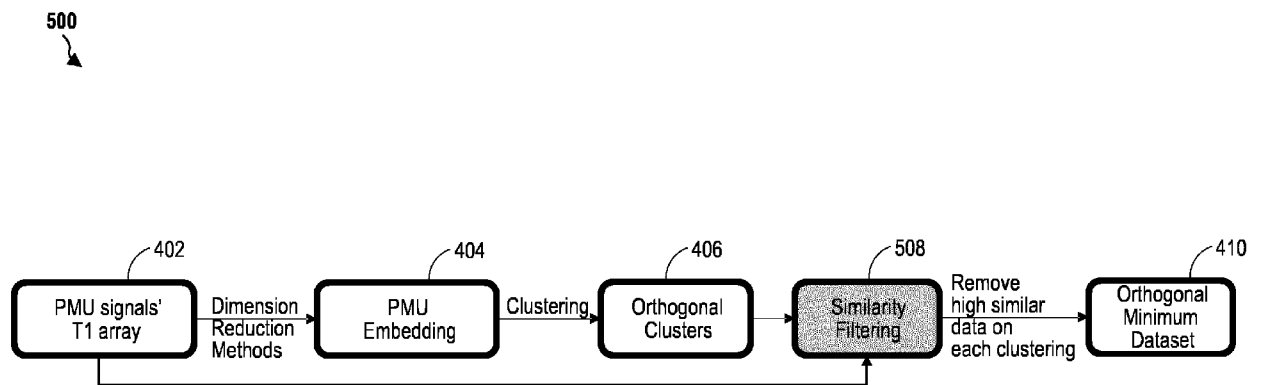 500
402
404
406
508
410
PMU signals'
T1 array
Dimension
Reduction
Methods
PMU
Embedding
Clustering
Orthogonal
Clusters
Similarity
Filtering
Remove
high similar
data on
each clustering
Orthogonal
Minimum
Dataset